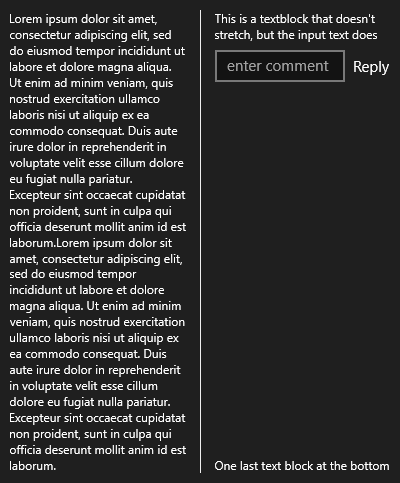 Lorem ipsum dolor sit amet,
consectetur adipiscing elit, sed
do eiusmod tempor incididunt ut
labore et dolore magna aliqua.
Ut enim ad minim veniam, quis
nostrud exercitation ullamco
laboris nisi ut aliquip ex ea
commodo consequat. Duis aute
irure dolor in reprehenderit in
voluptate velit esse cillum dolore
eu fugiat nulla pariatur.
Excepteur sint occaecat cupidatat
non proident, sunt in culpa qui
officia deserunt mollit anim id est
laborum.Lorem ipsum dolor sit
amet, consectetur adipiscing elit,
sed do eiusmod tempor
incididunt ut labore et dolore
magna aliqua. Ut enim ad minim
veniam, quis nostrud exercitation
ullamco laboris nisi ut aliquip ex
ea commodo consequat. Duis
aute irure dolor in reprehenderit
in voluptate velit esse cillum
dolore eu fugiat nulla pariatur.
Excepteur sint occaecat cupidatat
non proident, sunt in culpa qui
officia deserunt mollit anim id est
laborum.
This is a textblock that doesn't
stretch, but the input text does
enter comment
Reply
One last text block at the bottom